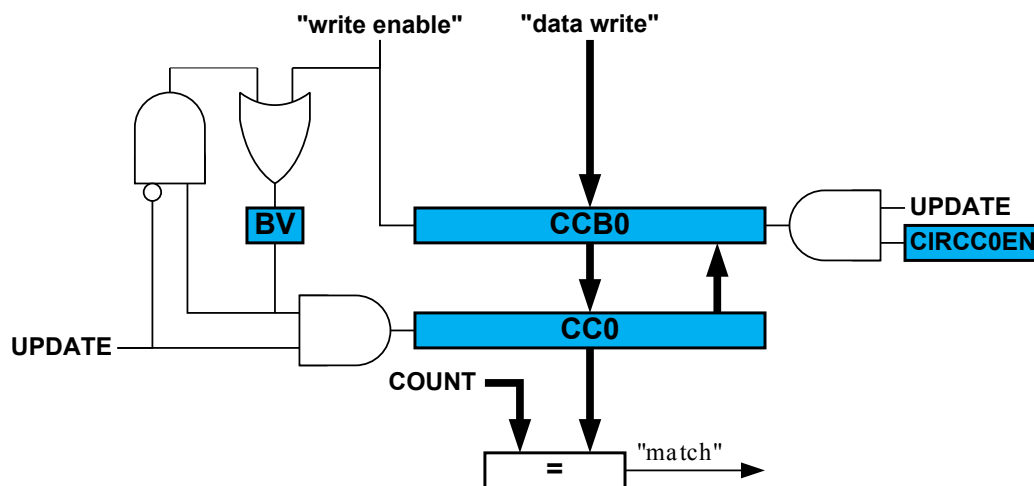 "write enable"
"data write"
BV
CCB0
UPDATE
CIRCC0EN
UPDATE
CC0
COUNT
=
"match"